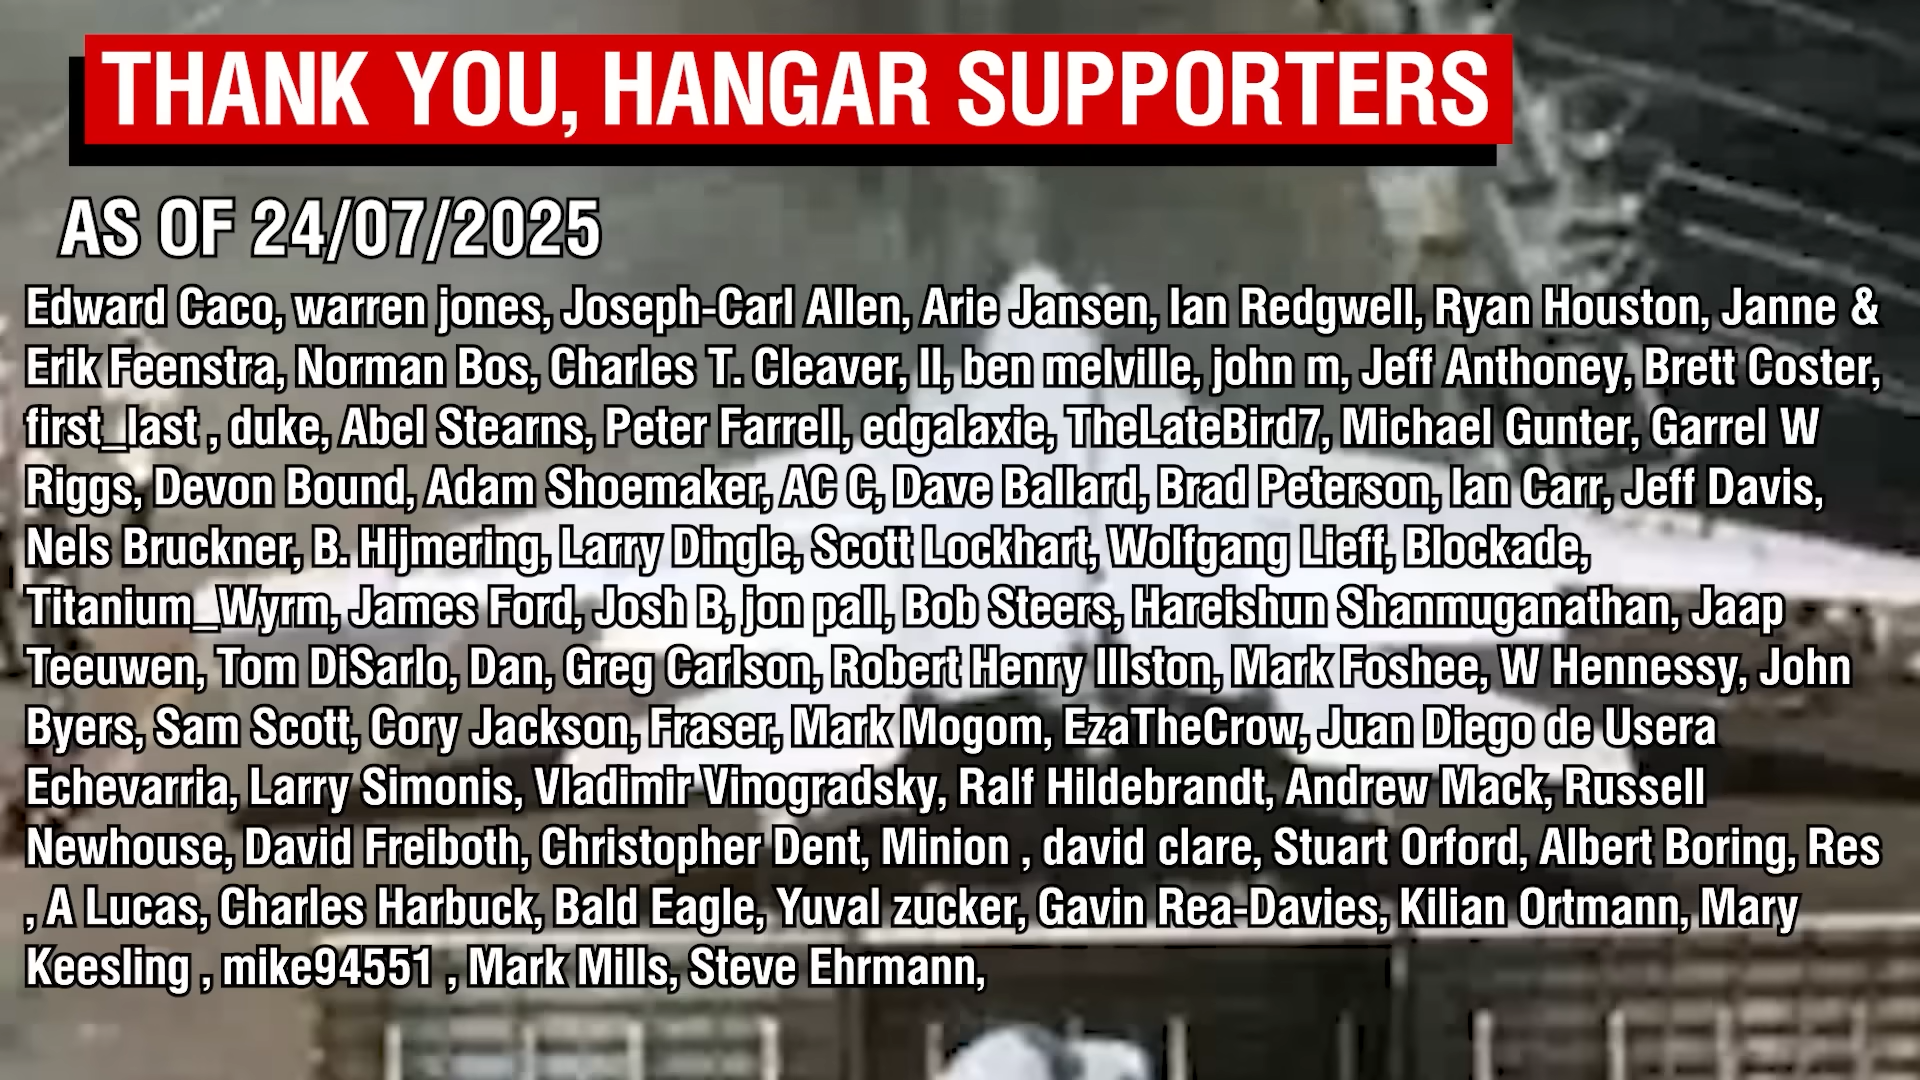 THANK YOU, HANGAR SUPPORTERS
AS OF 24/07/2025
Edward Caco, warren jones, Joseph-Carl Allen, Arie Jansen, Ian Redgwell, Ryan Houston, Janne &
Erik Feenstra, Norman Bos, Charles T. Cleaver, II, ben melville, john m, Jeff Anthoney, Brett Coster,
first_last , duke, Abel Stearns, Peter Farrell, edgalaxie, TheLateBird7, Michael Gunter, Garrel W
Riggs, Devon Bound, Adam Shoemaker, AC C, Dave Ballard, Brad Peterson, Ian Carr, Jeff Davis,
Nels Bruckner, B. Hijmering, Larry Dingle, Scott Lockhart, Wolfgang Lieff, Blockade,
Titanium_Wyrm, James Ford, Josh B, jon pall, Bob Steers, Hareishun Shanmuganathan, Jaap
Teeuwen, Tom DiSarlo, Dan, Greg Carlson, Robert Henry Illston, Mark Foshee, W Hennessy, John
Byers, Sam Scott, Cory Jackson, Fraser, Mark Mogom, EzaTheCrow, Juan Diego de Usera
Echevarria, Larry Simonis, Vladimir Vinogradsky, Ralf Hildebrandt, Andrew Mack, Russell
Newhouse, David Freiboth, Christopher Dent, Minion , david clare, Stuart Orford, Albert Boring, Res
, A Lucas, Charles Harbuck, Bald Eagle, Yuval zucker, Gavin Rea-Davies, Kilian Ortmann, Mary
Keesling , mike94551 , Mark Mills, Steve Ehrmann,